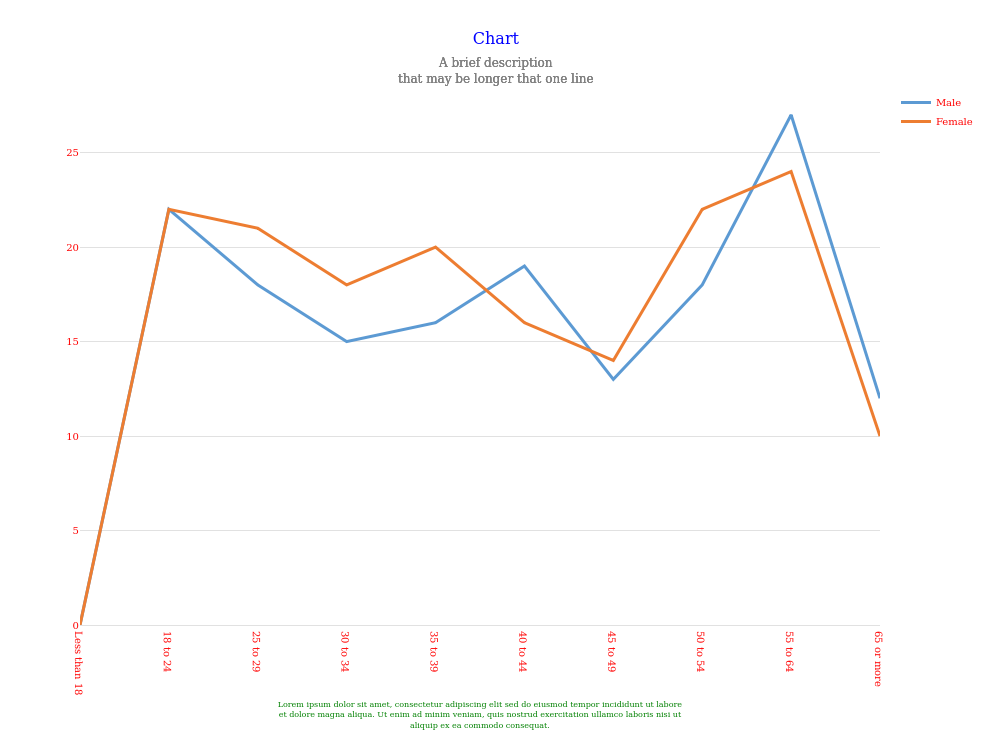 Chart
A brief description
that may be longer that one line
Male
Female
25
20
15
10
5
0
Less than 18
18 to 24
25 to 29
30 to 34
35 to 39
40 to 44
45 to 49
50 to 54
55 to 64
65 or more
Lorem ipsum dolor sit amet, consectetur adipiscing elit sed do eiusmod tempor incididunt ut labore
et dolore magna aliqua. Ut enim ad minim veniam, quis nostrud exercitation ullamco laboris nisi ut
aliquip ex ea commodo consequat.